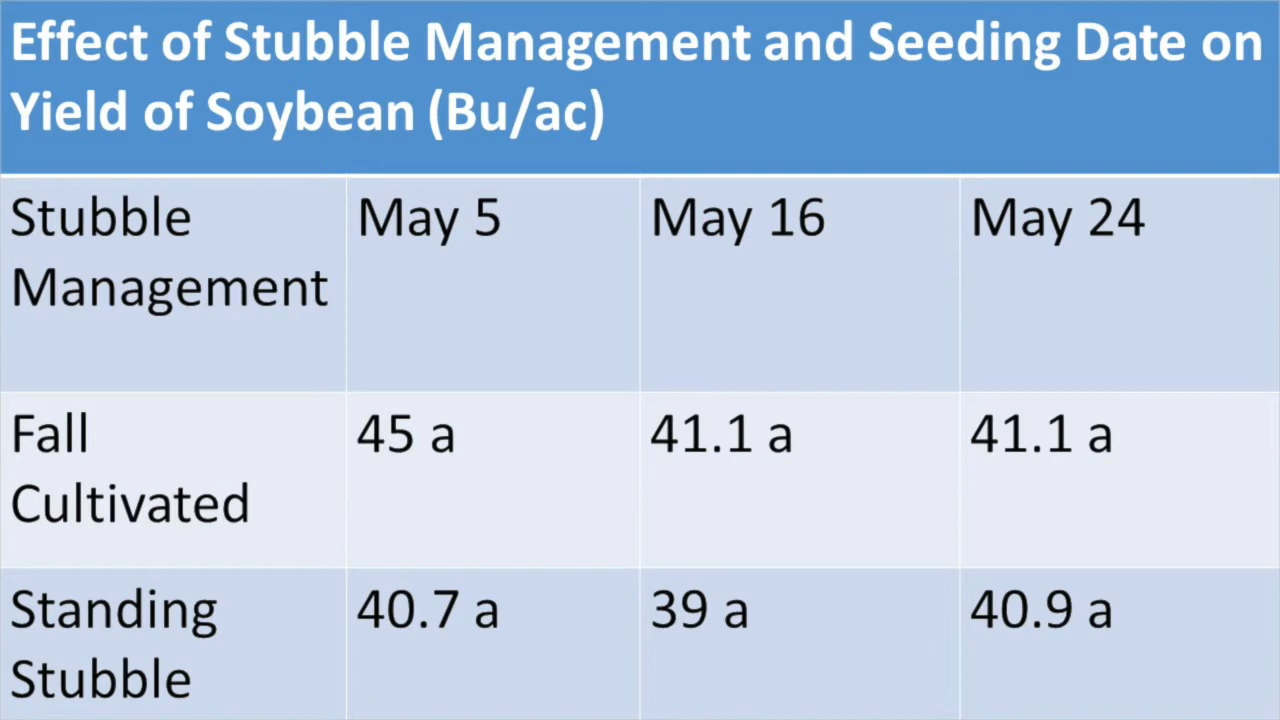 Effect of Stubble Management and Seeding Date on
Yield of Soybean (Bu/ac)
Stubble
Management
May 5
May 16
May 24
Fall
Cultivated
45 a
41.1 a
41.1 a
Standing
Stubble
40.7 a
39 a
40.9 a